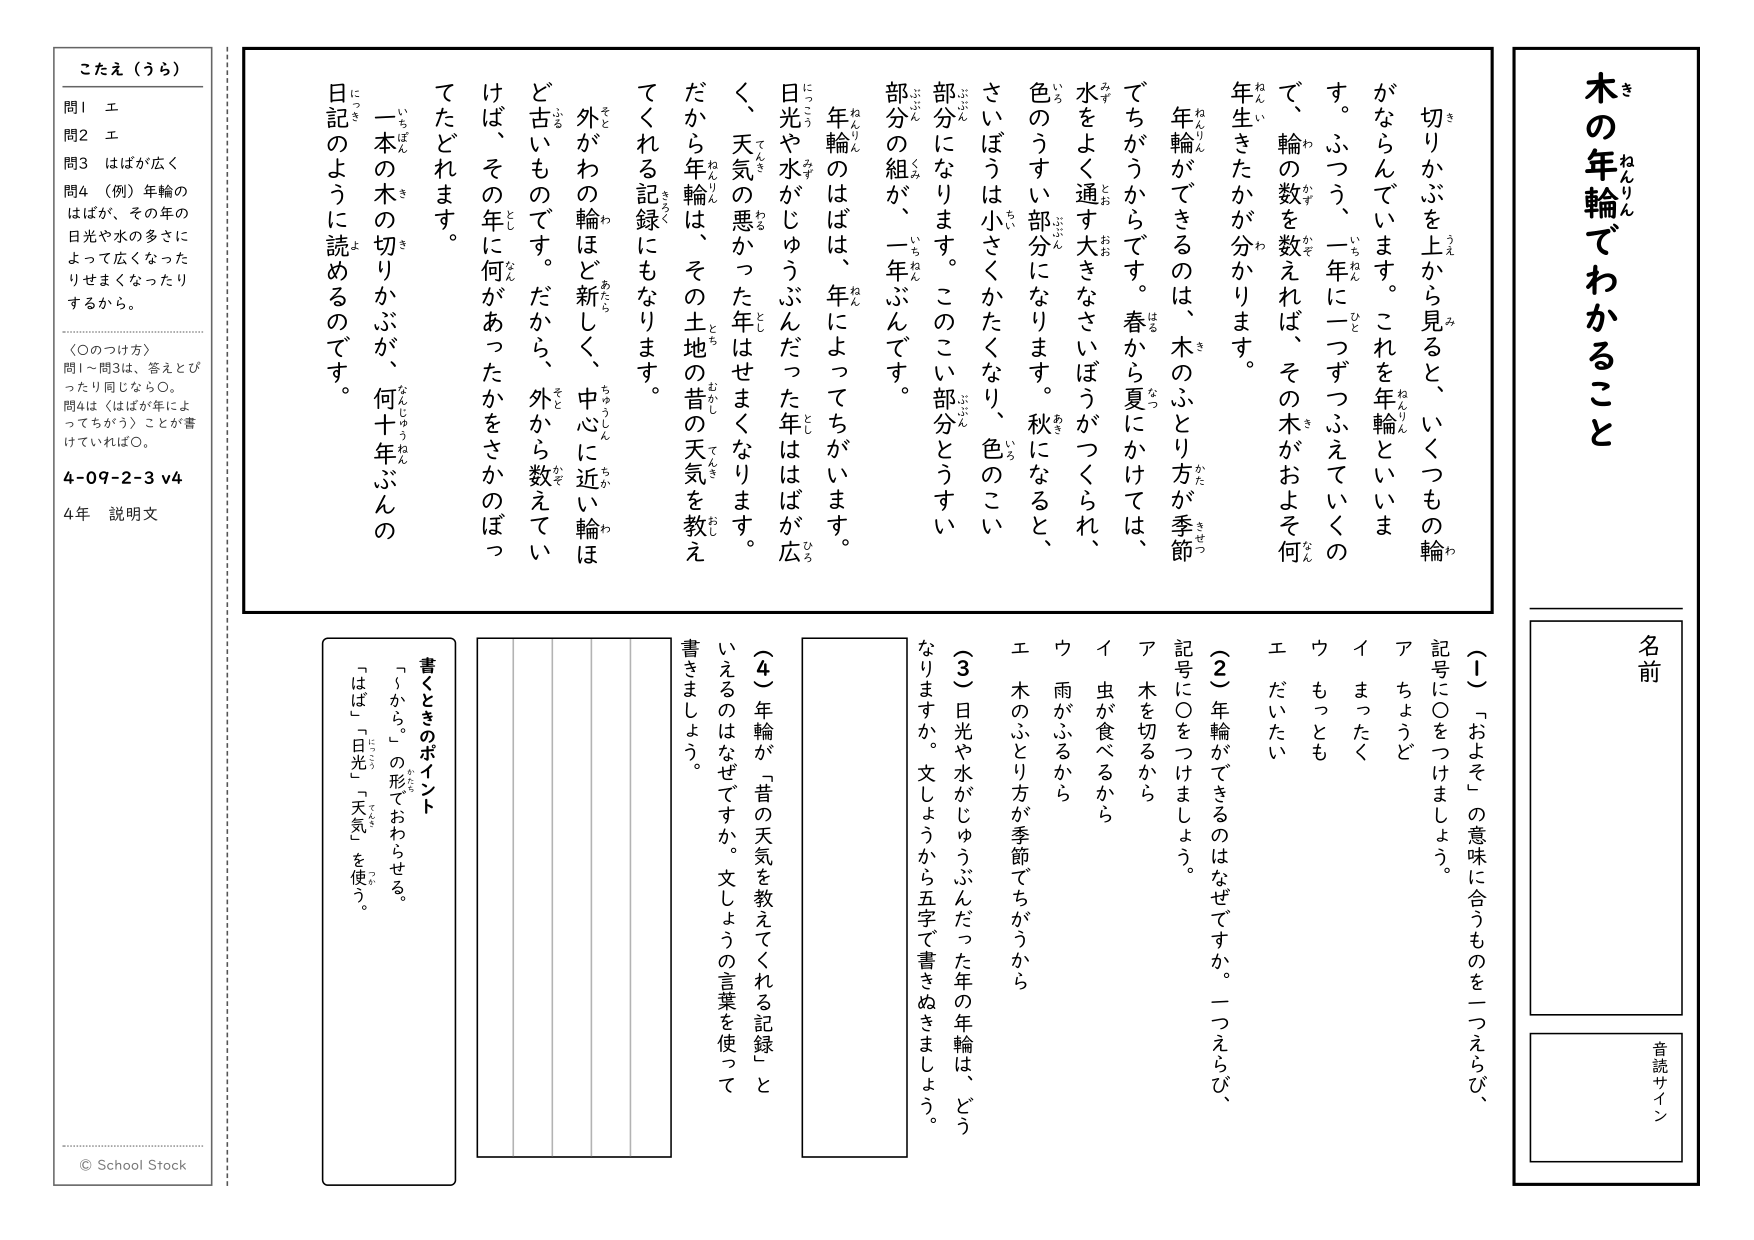 木の年輪でわかること
名前
音読サイン
切りかぶを上から見ると、いくつもの輪
がならんでいます。これを年輪といいま
す。ふつう、一年に一つずつふえていくの
で、輪の数を数えれば、その木がおよそ何
年生きたかが分かります。
年輪ができるのは、木のふとり方が季節
でちがうからです。春から夏にかけては、
水をよく通す大きなさいぼうがつくられ、
色のうすい部分になります。秋になると、
さいぼうは小さくかたくなり、色のこい
部分になります。このこい部分とうすい
部分の組が、一年ぶんです。
年輪のはばは、年によってちがいます。
日光や水がじゅうぶんだった年ははばが広
く、天気の悪かった年はせまくなります。
だから年輪は、その土地の昔の天気を教え
てくれる記録にもなります。
外がわの輪ほど新しく、中心に近い輪ほ
ど古いものです。だから、外から数えてい
けば、その年に何があったかをさかのぼっ
てたどれます。
一本の木の切りかぶが、何十年ぶんの
日記のように読めるのです。
（1）「およそ」の意味に合うものを一つえらび、
記号に〇をつけましょう。
ア　ちょうど
イ　まったく
ウ　もっとも
エ　だいたい
（2）年輪ができるのはなぜですか。一つえらび、
記号に〇をつけましょう。
ア　木を切るから
イ　虫が食べるから
ウ　雨がふるから
エ　木のふとり方が季節でちがうから
（3）日光や水がじゅうぶんだった年の年輪は、どう
なりますか。文しょうから五字で書きぬきましょう。
（4）年輪が「昔の天気を教えてくれる記録」と
いえるのはなぜですか。文しょうの言葉を使って
書きましょう。
書くときのポイント
「〜から。」の形でおわらせる。
「はば」「日光」「天気」を使う。
こたえ（うら）
問1　エ
問2　エ
問3　はばが広く
問4　（例）年輪の
はばが、その年の
日光や水の多さに
よって広くなった
りせまくなったり
するから。
〈〇のつけ方〉
問1〜問3は、答えとぴ
ったり同じなら〇。
問4は〈はばが年によ
ってちがう〉ことが書
けていれば〇。
4-09-2-3 v4
4年　説明文
© School Stock